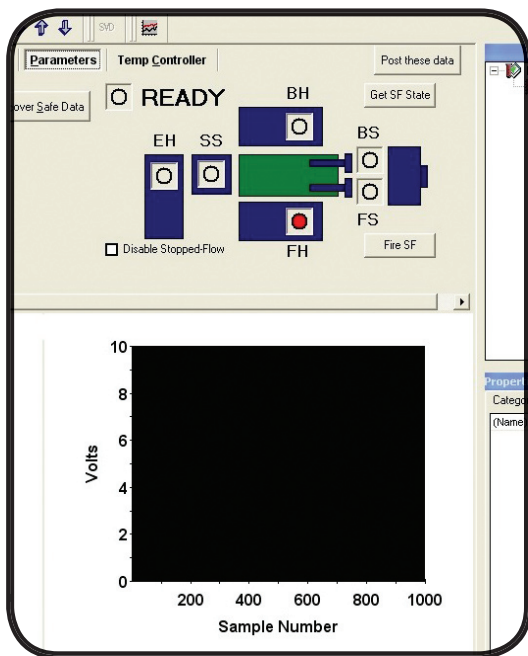 SVD
Parameters Temp Controller Post these data
over Safe Data READY BH Get SF State
EH SS BS
FS
Disable Stopped-Flow FH Fire SF
10
8
6
4
2
0
Volts
200 400 600 800 1000
Sample Number
Propert
Catego
(Name